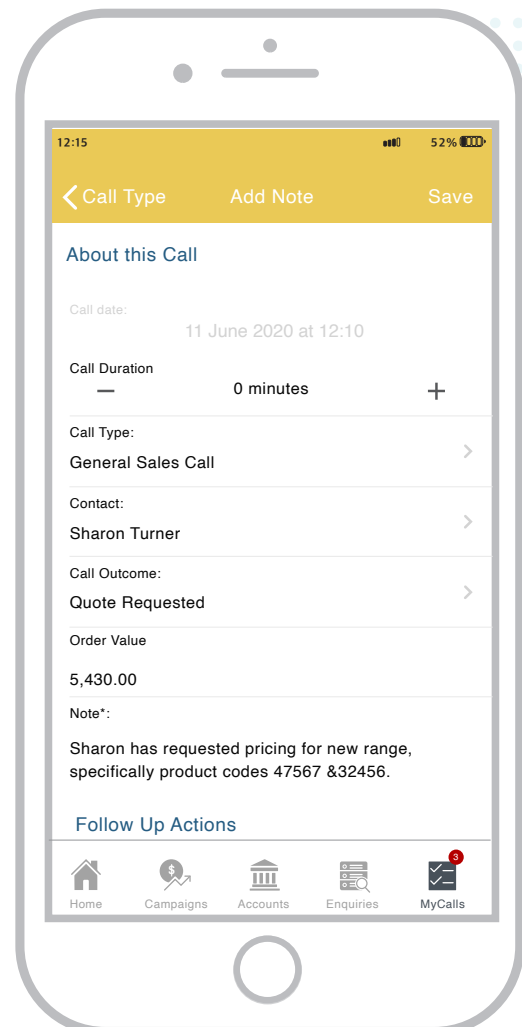 12:15 52%
Call Type Add Note Save
About this Call
Call date:
11 June 2020 at 12:10
Call Duration
0 minutes
Call Type:
General Sales Call
Contact:
Sharon Turner
Call Outcome:
Quote Requested
Order Value
5,430.00
Note*:
Sharon has requested pricing for new range,
specifically product codes 47567 &32456.
Follow Up Actions
$ 3
Home Campaigns Accounts Enquiries MyCalls